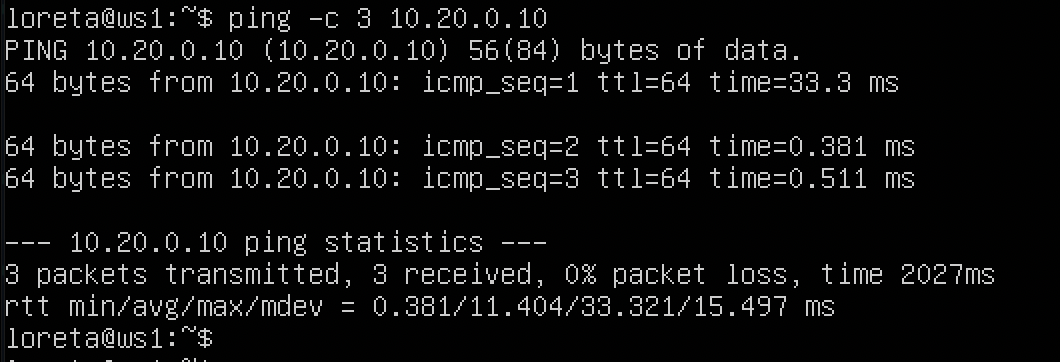 loreta@ws1:~$ ping -c 3 10.20.0.10
PING 10.20.0.10 (10.20.0.10) 56(84) bytes of data.
64 bytes from 10.20.0.10: icmp_seq=1 ttl=64 time=33.3 ms
64 bytes from 10.20.0.10: icmp_seq=2 ttl=64 time=0.381 ms
64 bytes from 10.20.0.10: icmp_seq=3 ttl=64 time=0.511 ms
--- 10.20.0.10 ping statistics ---
3 packets transmitted, 3 received, 0% packet loss, time 2027ms
rtt min/avg/max/mdev = 0.381/11.404/33.321/15.497 ms
loreta@ws1:~$